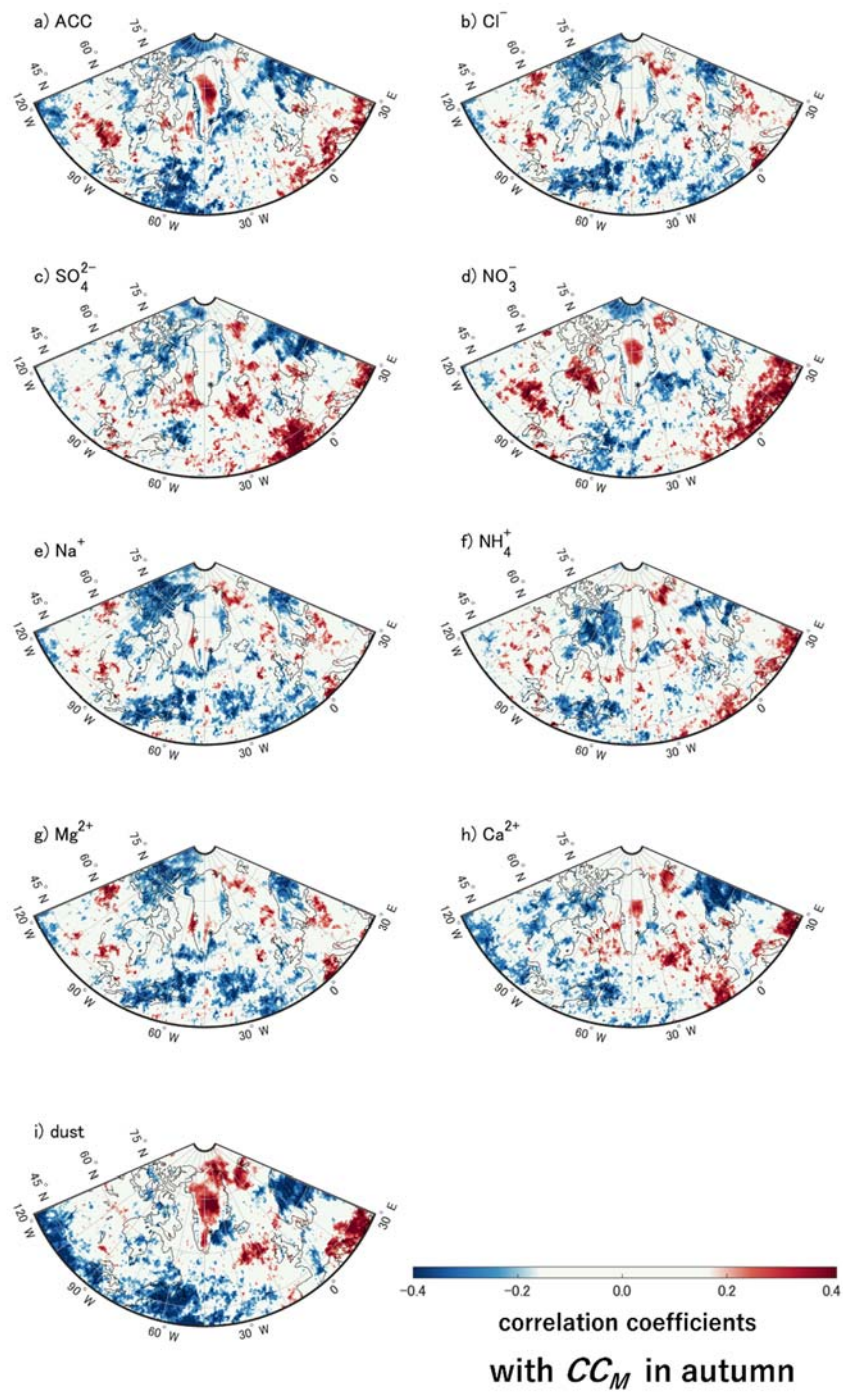 a) ACC
b) Cl⁻
75° N
60° N
45° N
120° W
90° W
60° W
30° W
0°
30° E
75° N
60° N
45° N
120° W
90° W
60° W
30° W
0°
30° E
c) SO₄²⁻
d) NO₃⁻
75° N
60° N
45° N
120° W
90° W
60° W
30° W
0°
30° E
75° N
60° N
45° N
120° W
90° W
60° W
30° W
0°
30° E
e) Na⁺
f) NH₄⁺
75° N
60° N
45° N
120° W
90° W
60° W
30° W
0°
30° E
75° N
60° N
45° N
120° W
90° W
60° W
30° W
0°
30° E
g) Mg²⁺
h) Ca²⁺
75° N
60° N
45° N
120° W
90° W
60° W
30° W
0°
30° E
75° N
60° N
45° N
120° W
90° W
60° W
30° W
0°
30° E
i) dust
75° N
60° N
45° N
120° W
90° W
60° W
30° W
0°
30° E
−0.4 −0.2 0.0 0.2 0.4
correlation coefficients
with CC_M in autumn